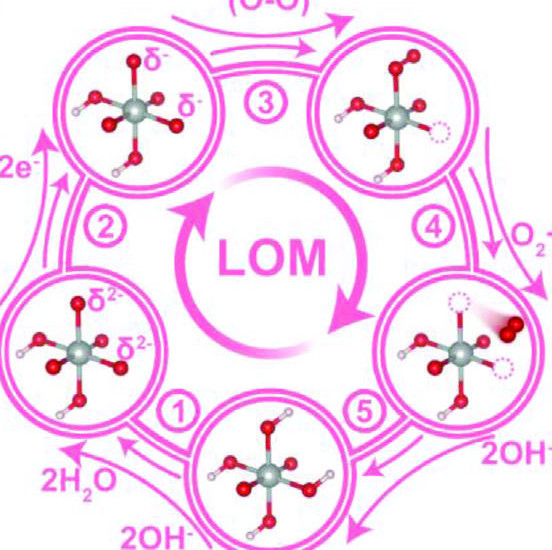 (O-O)
δ⁻
δ⁻
③
2e⁻
②
④
LOM
O₂
δ²⁻
δ²⁻
①
⑤
2H₂O
2OH⁻
2OH⁻